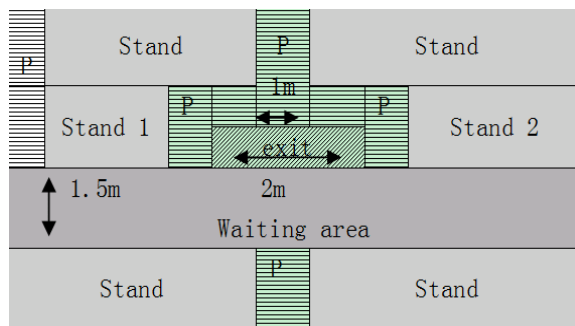 Stand P Stand
P
1m
P P
Stand 1 exit Stand 2
1.5m 2m
Waiting area
P
Stand Stand